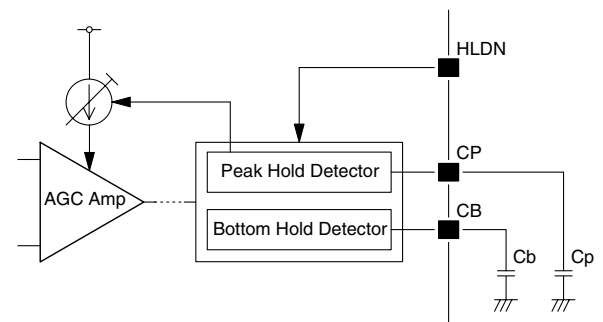 HLDN
CP
Peak Hold Detector
AGC Amp
CB
Bottom Hold Detector
Cb
Cp